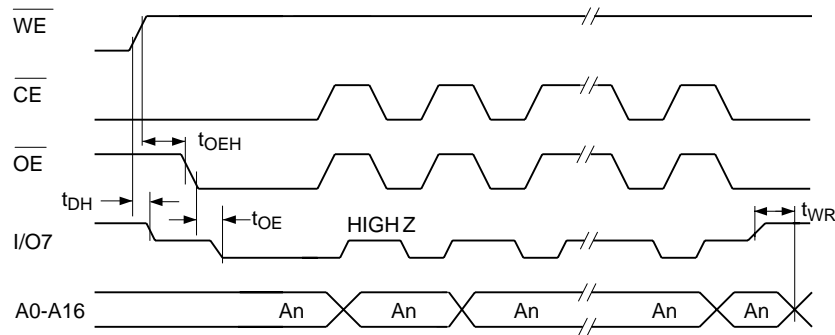 WE
CE
tOEH
OE
tDH
tOE
HIGH Z
tWR
I/O7
A0-A16
An An An An An